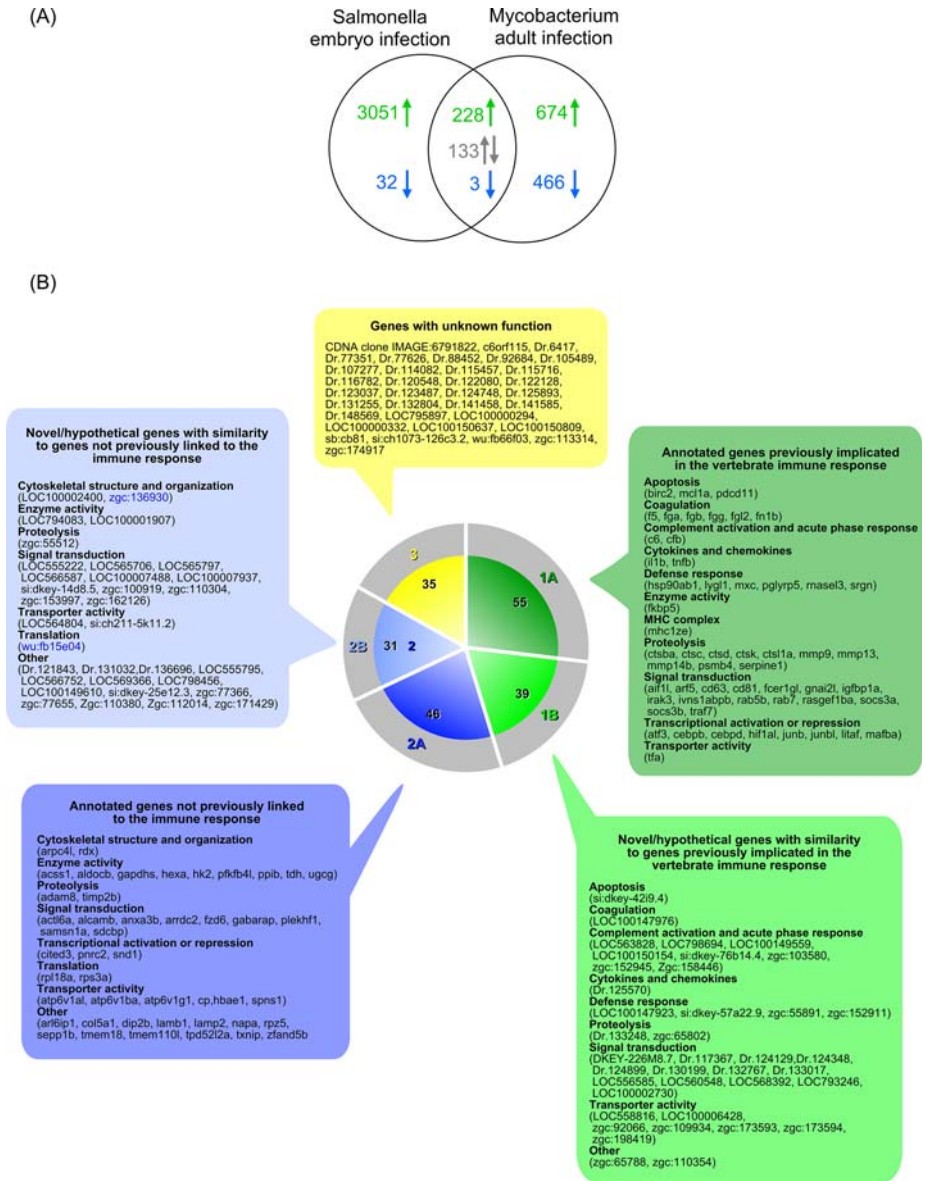 (A)
Salmonella
embryo infection
Mycobacterium
adult infection
3051
228
674
133
32
3
466
(B)
Genes with unknown function
CDNA clone IMAGE:6791822, c6orf115, Dr.6417,
Dr.77351, Dr.77626, Dr.88452, Dr.92684, Dr.105489,
Dr.107277, Dr.114082, Dr.115457, Dr.115716,
Dr.116782, Dr.120548, Dr.122080, Dr.122128,
Dr.123037, Dr.123487, Dr.124748, Dr.125893,
Dr.131255, Dr.132804, Dr.141458, Dr.141585,
Dr.148569, LOC795897, LOC100000294,
LOC100000332, LOC100150637, LOC100150809,
sb:cb81, si:ch1073-126c3.2, wu:fb66f03, zgc:113314,
zgc:174917
Novel/hypothetical genes with similarity
to genes not previously linked to the
immune response
Cytoskeletal structure and organization
(LOC100002400, zgc:136930)
Enzyme activity
(LOC794083, LOC100001907)
Proteolysis
(zgc:55512)
Signal transduction
(LOC555222, LOC565706, LOC565797,
LOC566587, LOC100007488, LOC100007937,
si:dkey-14d8.5, zgc:100919, zgc:110304,
zgc:153997, zgc:162126)
Transporter activity
(LOC564804, si:ch211-5k11.2)
Translation
(wu:fb15e04)
Other
(Dr.121843, Dr.131032,Dr.136696, LOC555795,
LOC566752, LOC569366, LOC798456,
LOC100149610, si:dkey-25e12.3, zgc:77366,
zgc:77655, Zgc:110380, Zgc:112014, zgc:171429)
Annotated genes previously implicated
in the vertebrate immune response
Apoptosis
(birc2, mcl1a, pdcd11)
Coagulation
(f5, fga, fgb, fgg, fgl2, fn1b)
Complement activation and acute phase response
(c6, cfb)
Cytokines and chemokines
(il1b, tnfb)
Defense response
(hsp90ab1, lygl1, mxc, pglyrp5, rnasel3, srgn)
Enzyme activity
(fkbp5)
MHC complex
(mhc1ze)
Proteolysis
(ctsba, ctsc, ctsd, ctsk, ctsl1a, mmp9, mmp13,
mmp14b, psmb4, serpine1)
Signal transduction
(aif1l, arf5, cd63, cd81, fcer1gl, gnai2l, igfbp1a,
irak3, ivns1abpb, rab5b, rab7, rasgef1ba, socs3a,
socs3b, traf7)
Transcriptional activation or repression
(atf3, cebpb, cebpd, hif1al, junb, junbl, litaf, mafba)
Transporter activity
(tfa)
3
35
1A
55
2B
31
2
39
1B
46
2A
Annotated genes not previously linked
to the immune response
Cytoskeletal structure and organization
(arpc4l, rdx)
Enzyme activity
(acss1, aldocb, gapdhs, hexa, hk2, pfkfb4l, ppib, tdh, ugcg)
Proteolysis
(adam8, timp2b)
Signal transduction
(actl6a, alcamb, anxa3b, arrdc2, fzd6, gabarap, plekhf1,
samsn1a, sdcbp)
Transcriptional activation or repression
(cited3, pnrc2, snd1)
Translation
(rpl18a, rps3a)
Transporter activity
(atp6v1al, atp6v1ba, atp6v1g1, cp,hbae1, spns1)
Other
(arl6ip1, col5a1, dip2b, lamb1, lamp2, napa, rpz5,
sepp1b, tmem18, tmem110l, tpd52l2a, txnip, zfand5b
Novel/hypothetical genes with similarity
to genes previously implicated in the
vertebrate immune response
Apoptosis
(si:dkey-42i9.4)
Coagulation
(LOC100147976)
Complement activation and acute phase response
(LOC563828, LOC798694, LOC100149559,
LOC100150154, si:dkey-76b14.4, zgc:103580,
zgc:152945, Zgc:158446)
Cytokines and chemokines
(Dr.125570)
Defense response
(LOC100147923, si:dkey-57a22.9, zgc:55891, zgc:152911)
Proteolysis
(Dr.133248, zgc:65802)
Signal transduction
(DKEY-226M8.7, Dr.117367, Dr.124129,Dr.124348,
Dr.124899, Dr.130199, Dr.132767, Dr.133017,
LOC556585, LOC560548, LOC568392, LOC793246,
LOC100002730)
Transporter activity
(LOC558816, LOC100006428,
zgc:92066, zgc:109934, zgc:173593, zgc:173594,
zgc:198419)
Other
(zgc:65788, zgc:110354)